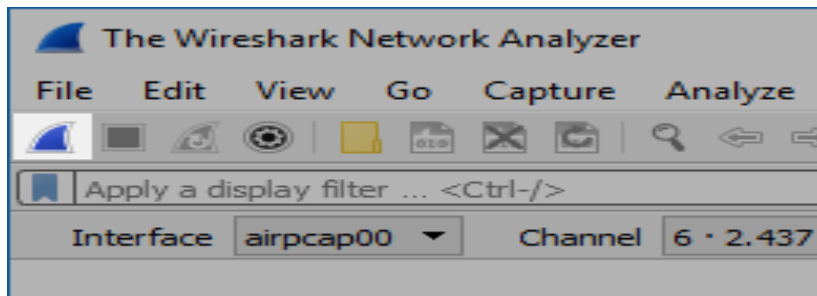 The Wireshark Network Analyzer
File Edit View Go Capture Analyze
Apply a display filter ... <Ctrl-/>
Interface airpcap00 Channel 6 · 2.437